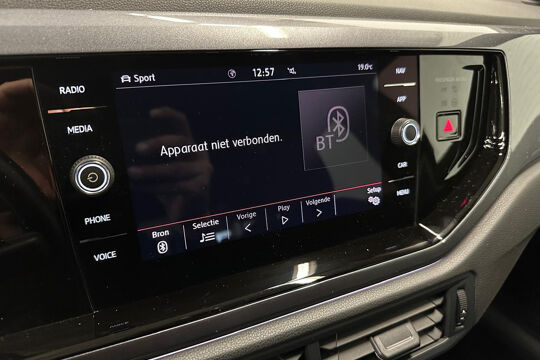 RADIO
MEDIA
PHONE
VOICE
Sport 12:57 19.0°C
Apparaat niet verbonden.
BT
Bron Selectie Vorige Play Volgende Setup
NAV
APP
CAR
MENU